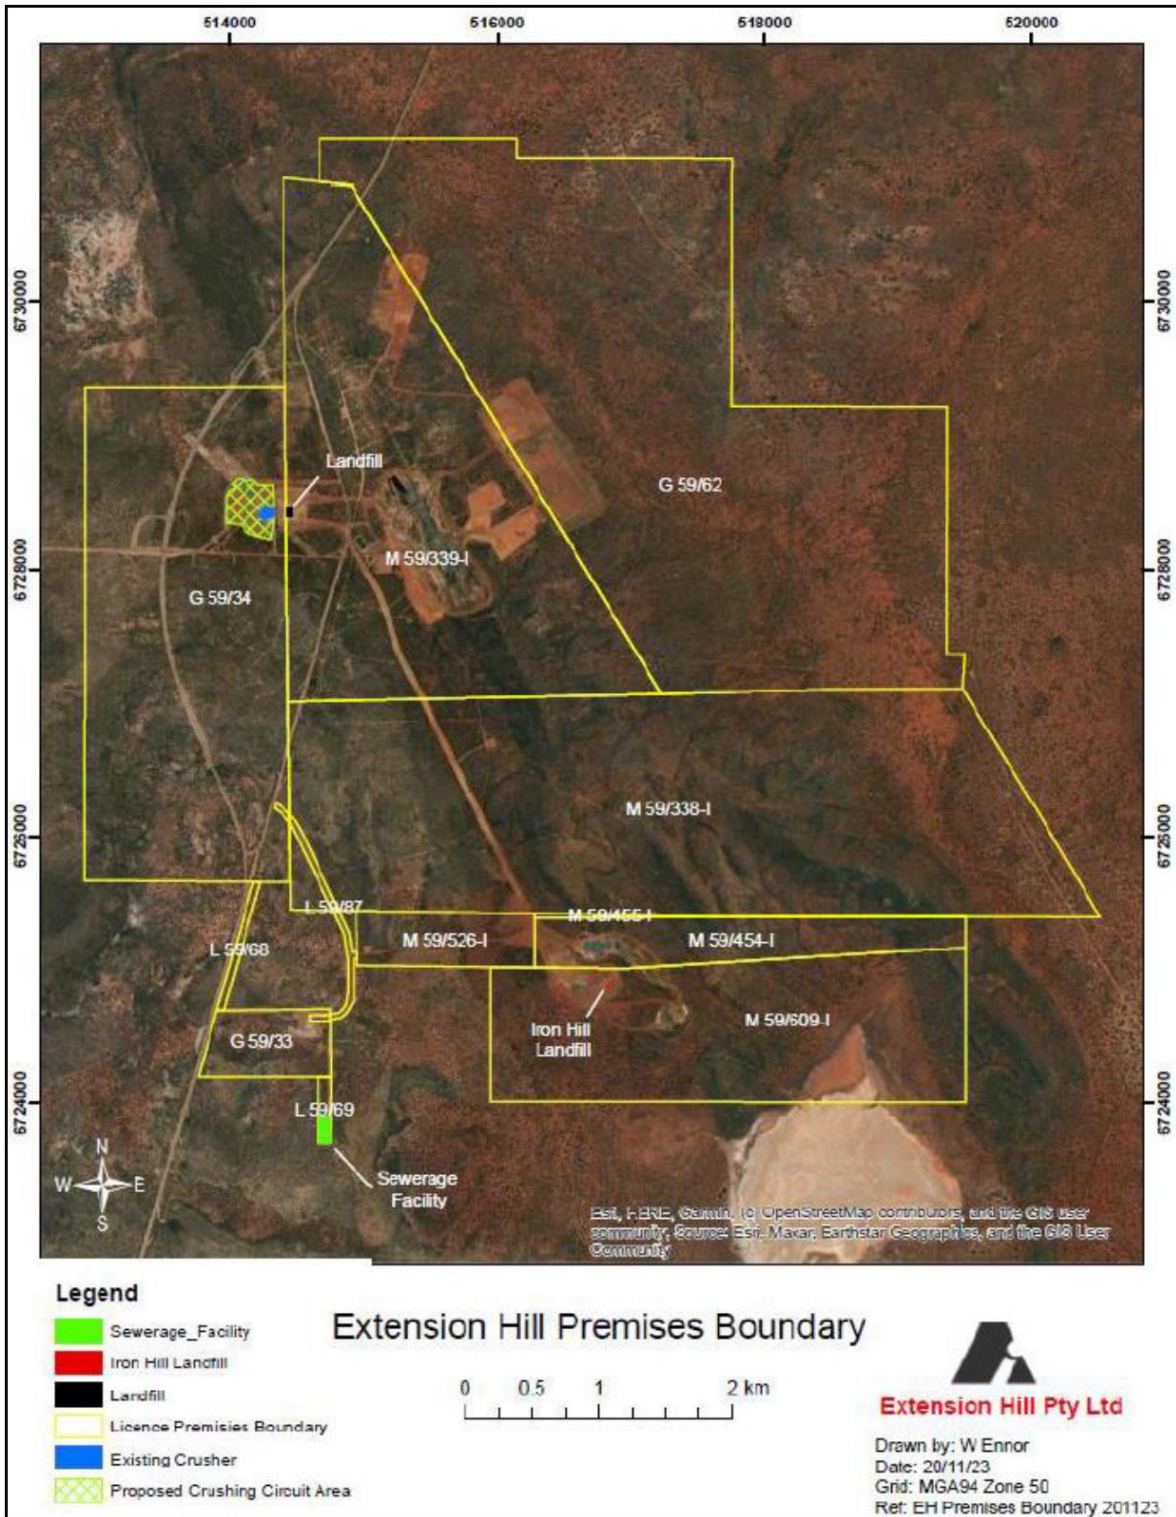 514000 516000 518000 520000
6730000 6730000
Landfill
G 59/62
M 59/339-I
6728000 6728000
G 59/34
M 59/338-I
6726000 6726000
L 59/87
M 59/455-I
M 59/526-I
M 59/454-I
L 59/68
M 59/609-I
Iron Hill
Landfill
G 59/33
L 59/69
6724000 6724000
N
W E
S
Sewerage
Facility
Esri, HERE, Garmin, (c) OpenStreetMap contributors, and the GIS user
community, Source: Esri, Maxar, Earthstar Geographics, and the GIS User
Community
Legend
Sewerage_Facility
Iron Hill Landfill
Landfill
Licence Premisies Boundary
Existing Crusher
Proposed Crushing Circuit Area
Extension Hill Premises Boundary
0 0.5 1 2 km
Extension Hill Pty Ltd
Drawn by: W Ennor
Date: 20/11/23
Grid: MGA94 Zone 50
Ref: EH Premises Boundary 201123